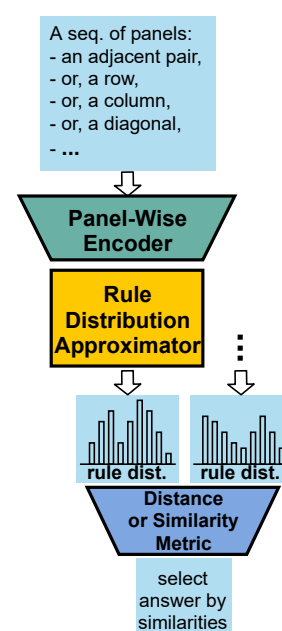 A seq. of panels:
- an adjacent pair,
- or, a row,
- or, a column,
- or, a diagonal,
- ...
Panel-Wise
Encoder
Rule
Distribution
Approximator
⋮
rule dist.
rule dist.
Distance
or Similarity
Metric
select
answer by
similarities